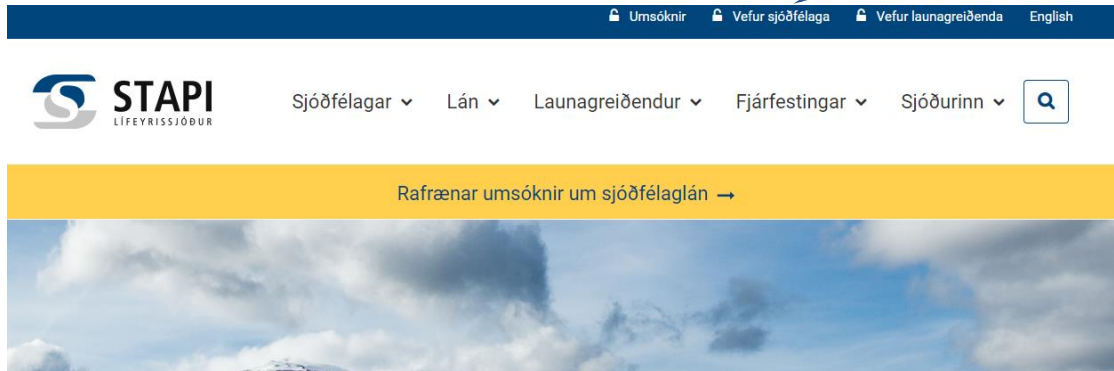 Umsóknir Vefur sjóðfélaga Vefur launagreiðenda English
STAPI
LÍFEYRISSJÓÐUR
Sjóðfélagar Lán Launagreiðendur Fjárfestingar Sjóðurinn
Rafrænar umsóknir um sjóðfélaglán →